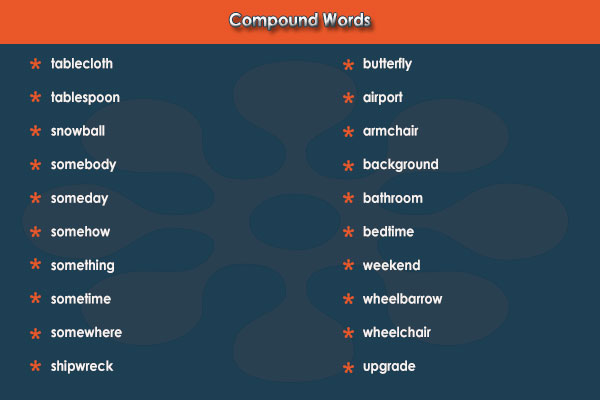 Compound Words
* tablecloth
* tablespoon
* snowball
* somebody
* someday
* somehow
* something
* sometime
* somewhere
* shipwreck
* butterfly
* airport
* armchair
* background
* bathroom
* bedtime
* weekend
* wheelbarrow
* wheelchair
* upgrade